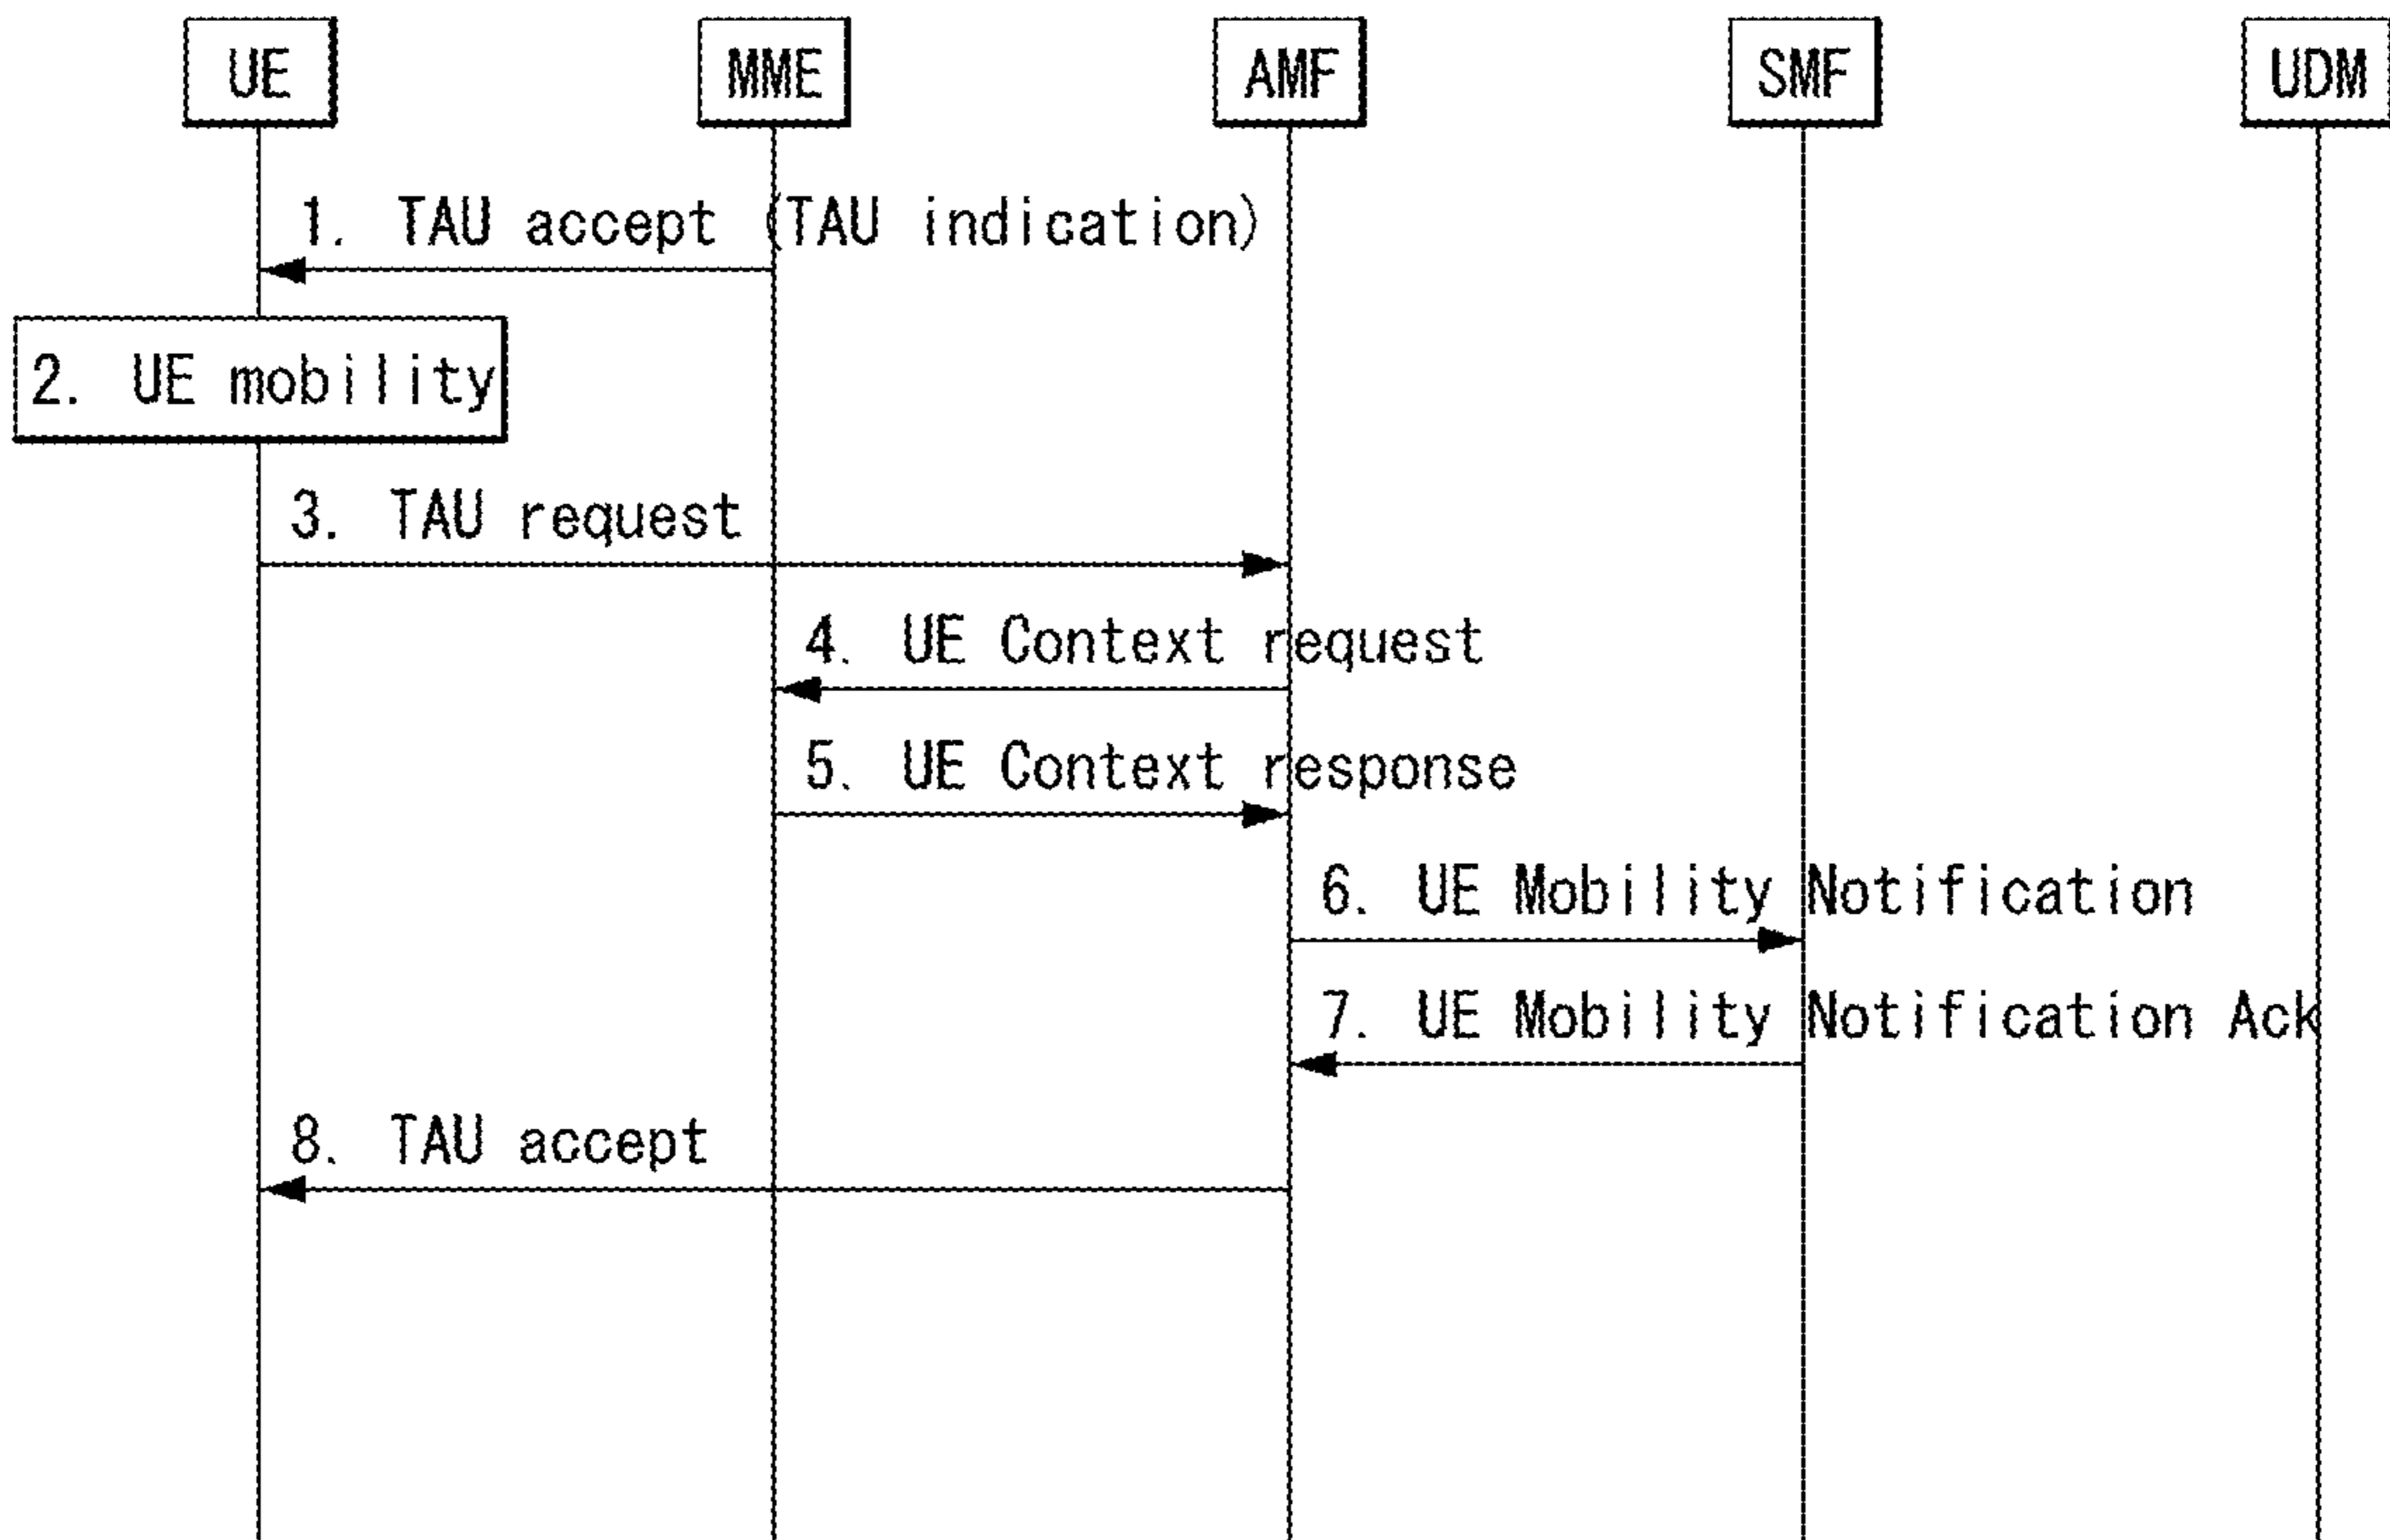 UE MME AMF SMF UDM
1. TAU accept (TAU indication)
2. UE mobility
3. TAU request
4. UE Context request
5. UE Context response
6. UE Mobility Notification
7. UE Mobility Notification Ack
8. TAU accept